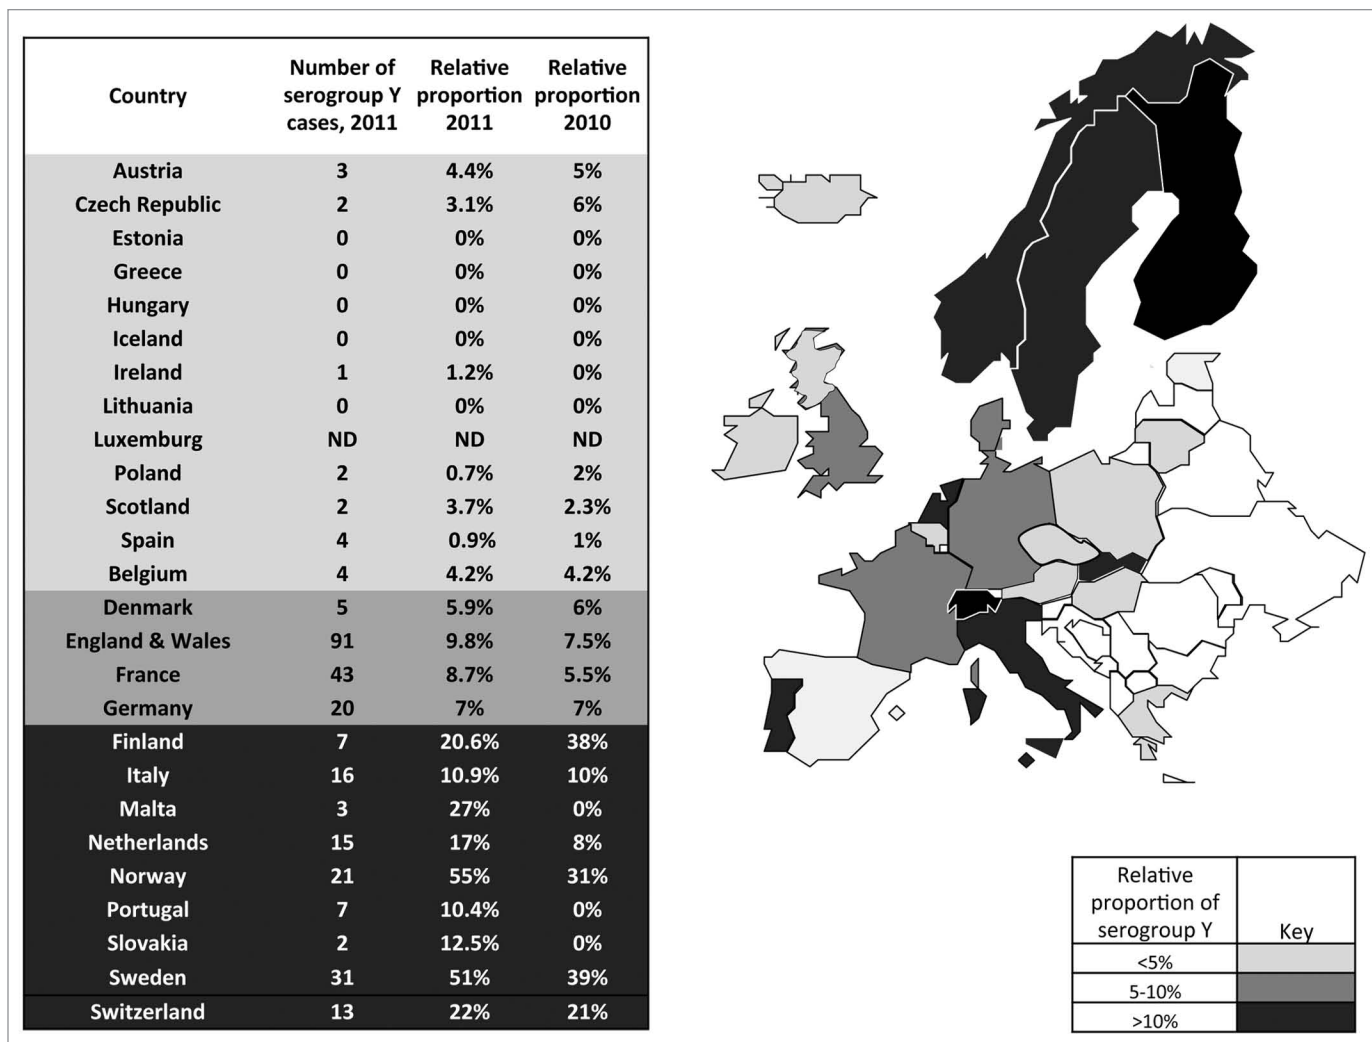 Country
Number of serogroup Y cases, 2011
Relative proportion 2011
Relative proportion 2010
Austria 3 4.4% 5%
Czech Republic 2 3.1% 6%
Estonia 0 0% 0%
Greece 0 0% 0%
Hungary 0 0% 0%
Iceland 0 0% 0%
Ireland 1 1.2% 0%
Lithuania 0 0% 0%
Luxemburg ND ND ND
Poland 2 0.7% 2%
Scotland 2 3.7% 2.3%
Spain 4 0.9% 1%
Belgium 4 4.2% 4.2%
Denmark 5 5.9% 6%
England & Wales 91 9.8% 7.5%
France 43 8.7% 5.5%
Germany 20 7% 7%
Finland 7 20.6% 38%
Italy 16 10.9% 10%
Malta 3 27% 0%
Netherlands 15 17% 8%
Norway 21 55% 31%
Portugal 7 10.4% 0%
Slovakia 2 12.5% 0%
Sweden 31 51% 39%
Switzerland 13 22% 21%
Relative
proportion of
serogroup Y Key
<5%
5-10%
>10%